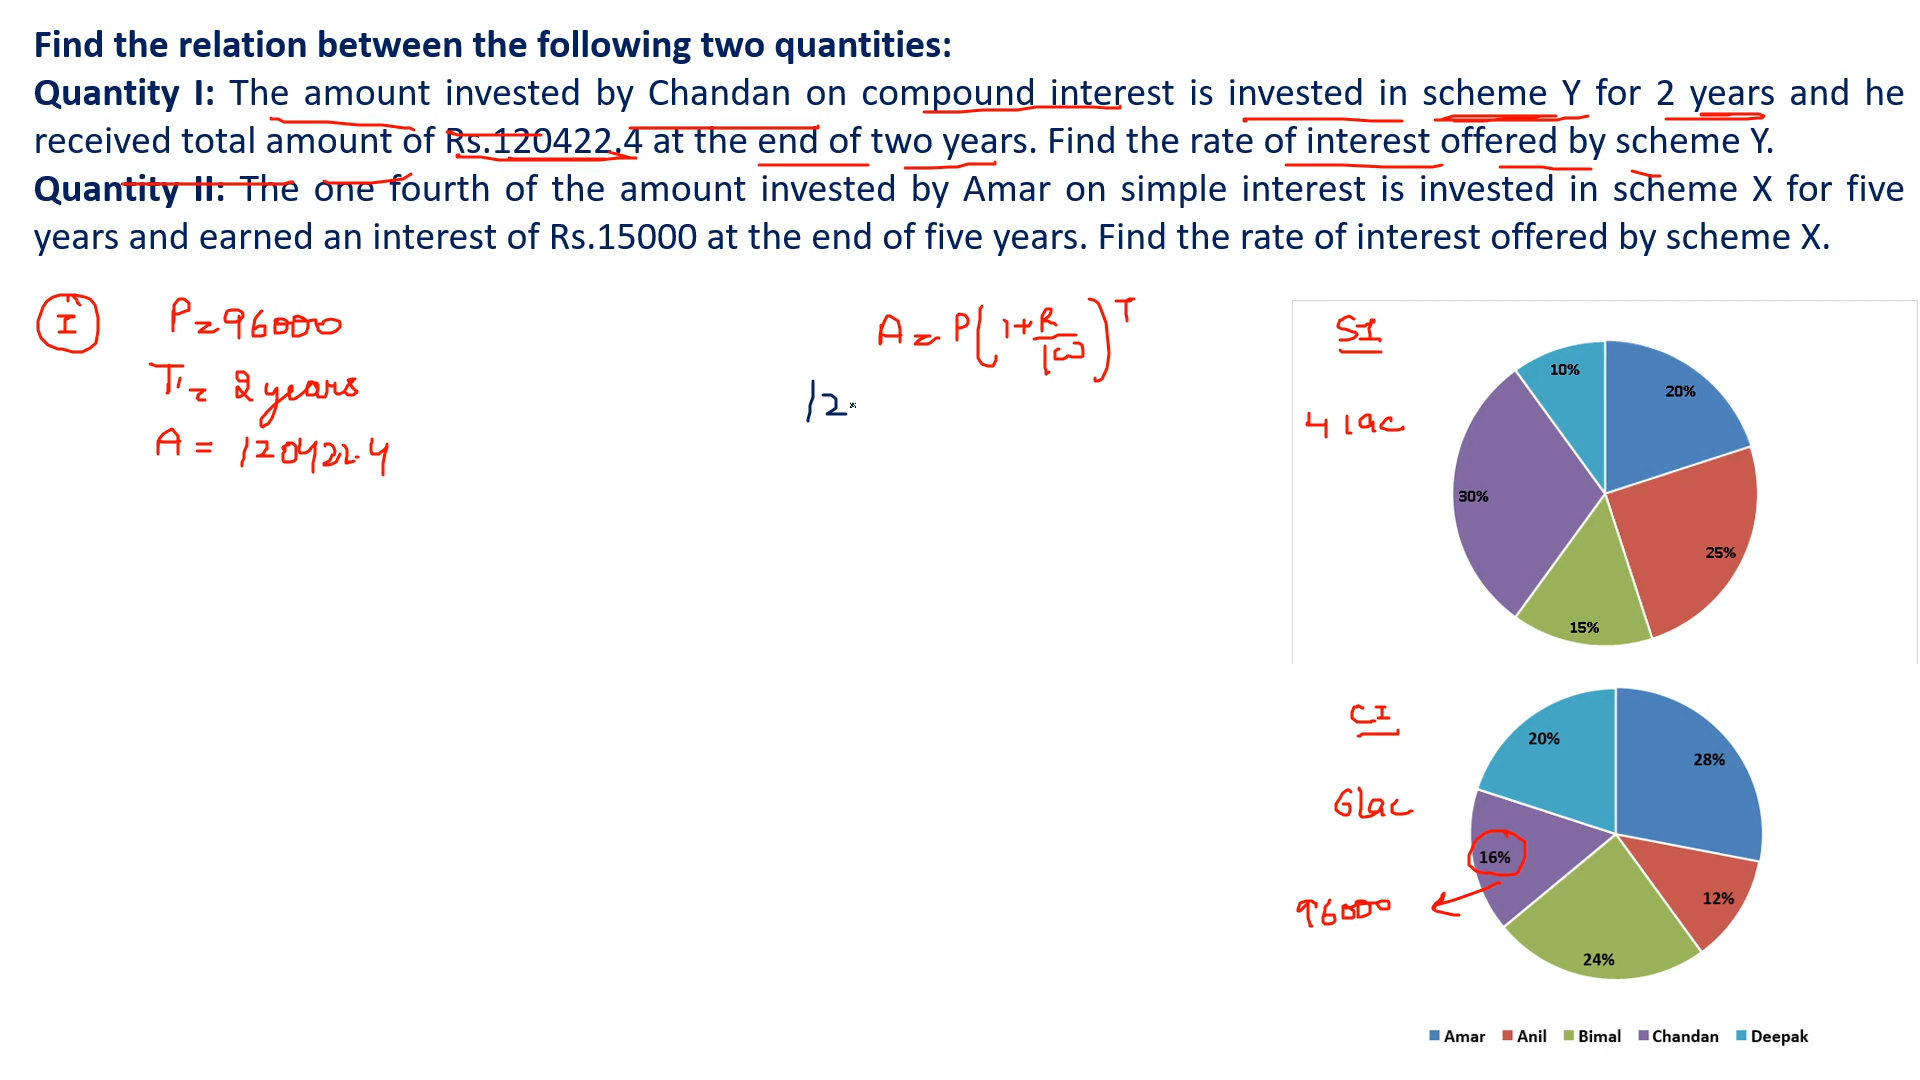 Find the relation between the following two quantities:
Quantity I: The amount invested by Chandan on compound interest is invested in scheme Y for 2 years and he
received total amount of Rs.120422.4 at the end of two years. Find the rate of interest offered by scheme Y.
Quantity II: The one fourth of the amount invested by Amar on simple interest is invested in scheme X for five
years and earned an interest of Rs.15000 at the end of five years. Find the rate of interest offered by scheme X.
I
P=96000
T= 2 years
A = 120422.4
A= P(1+R/100)^T
12
SI
4 lac
10%
20%
30%
25%
15%
CI
6lac
96000
20%
28%
16%
12%
24%
Amar Anil Bimal Chandan Deepak